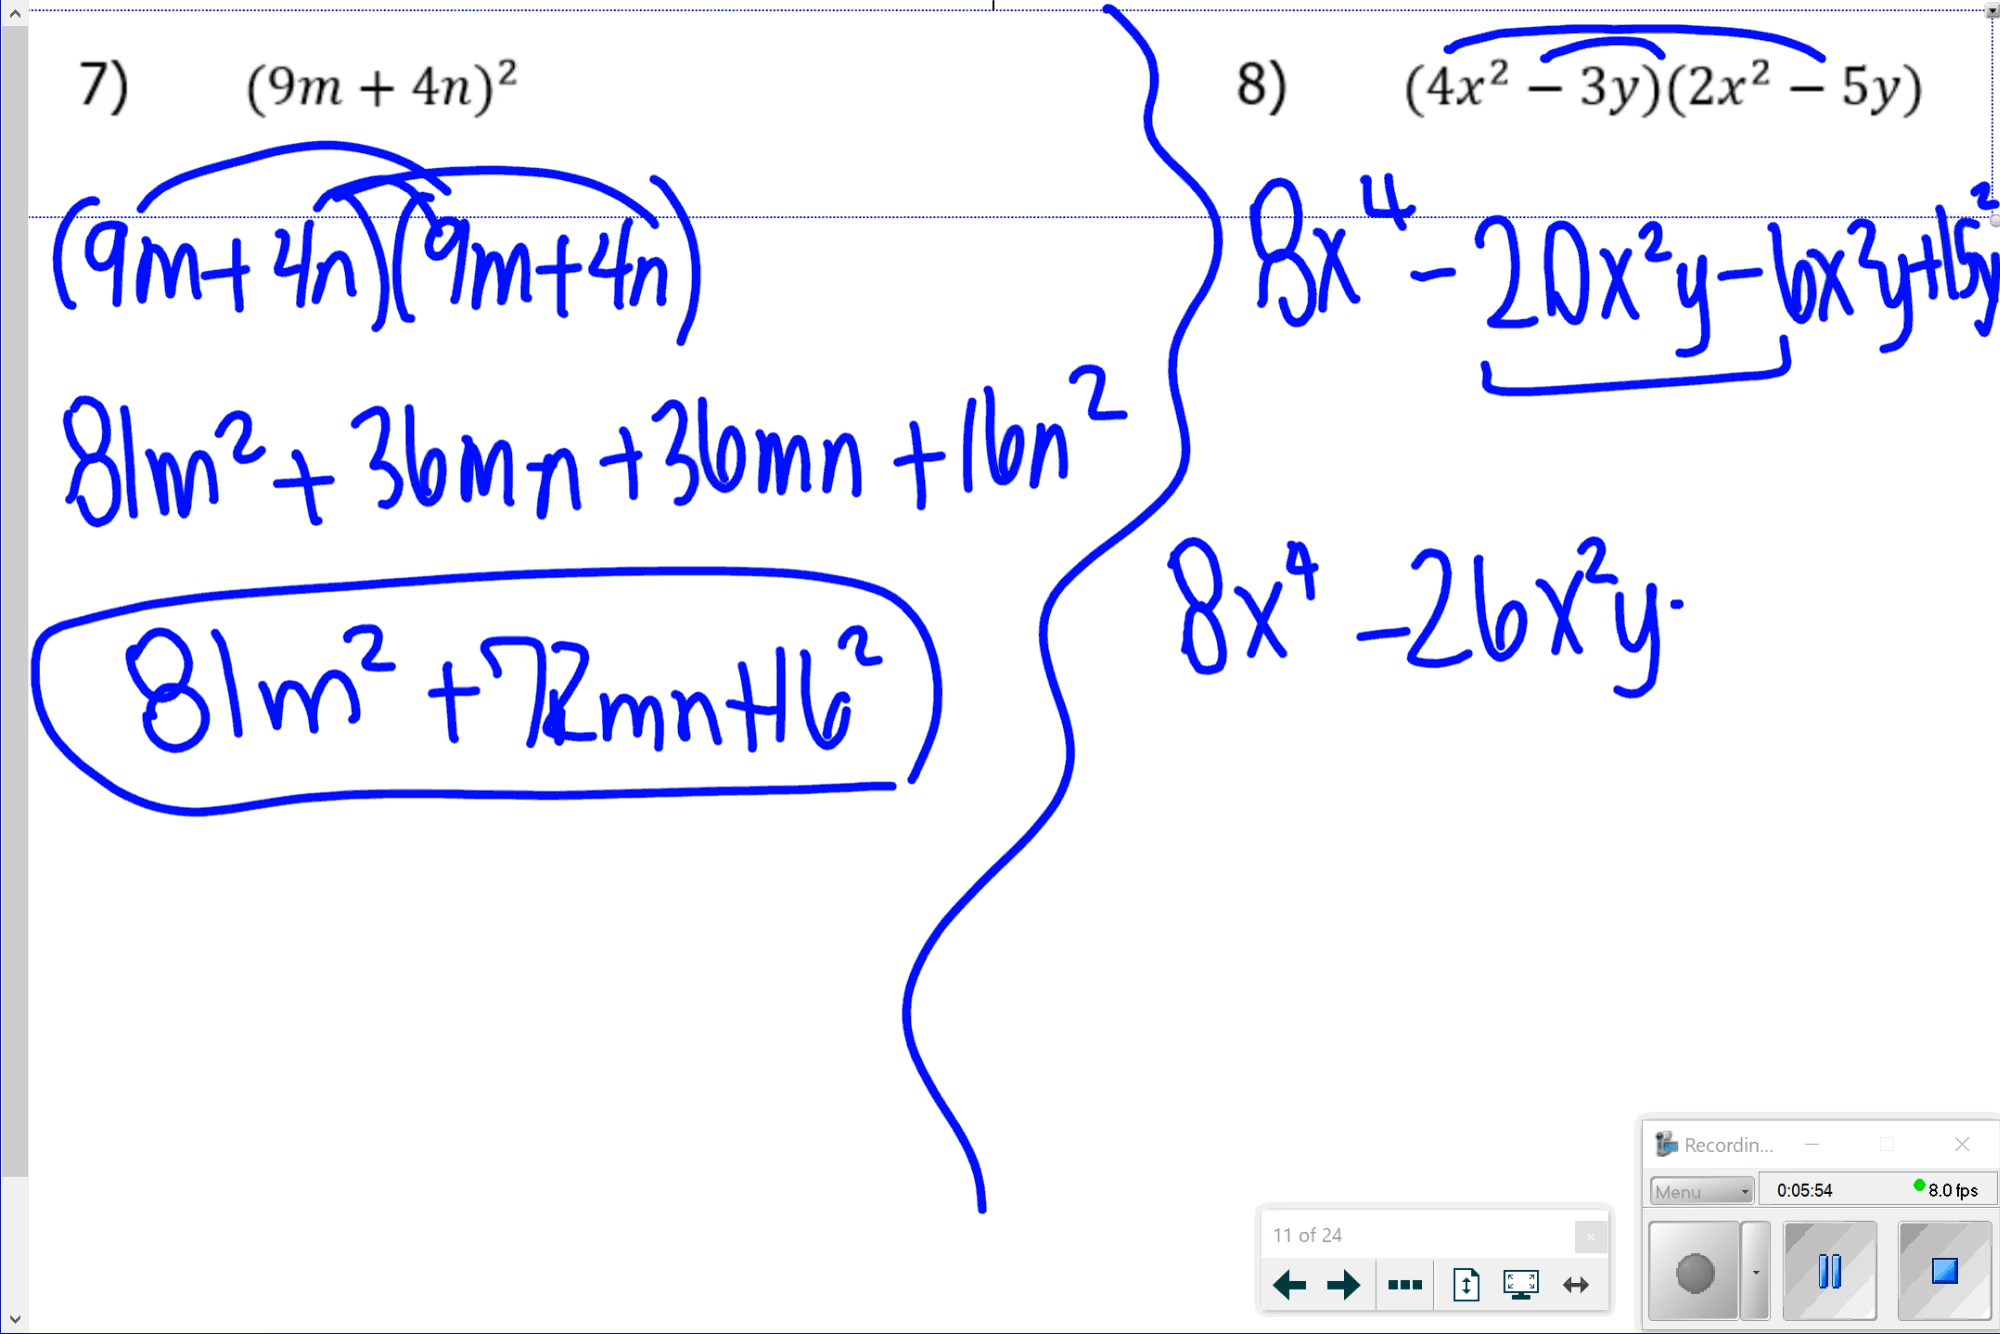 7) (9m + 4n)²
(9m+4n)(9m+4n)
81m²+36mn+36mn+16n²
81m²+72mn+16²
8) (4x² − 3y)(2x² − 5y)
8x⁴-20x²y-6x²y+15y²
8x⁴-26x²y
Recordin...
Menu 0:05:54 8.0 fps
11 of 24